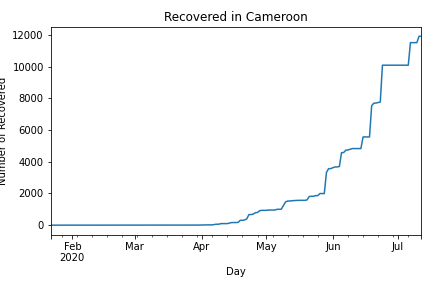 Recovered in Cameroon
Number of Recovered
12000
10000
8000
6000
4000
2000
0
Feb
2020
Mar
Apr
May
Jun
Jul
Day